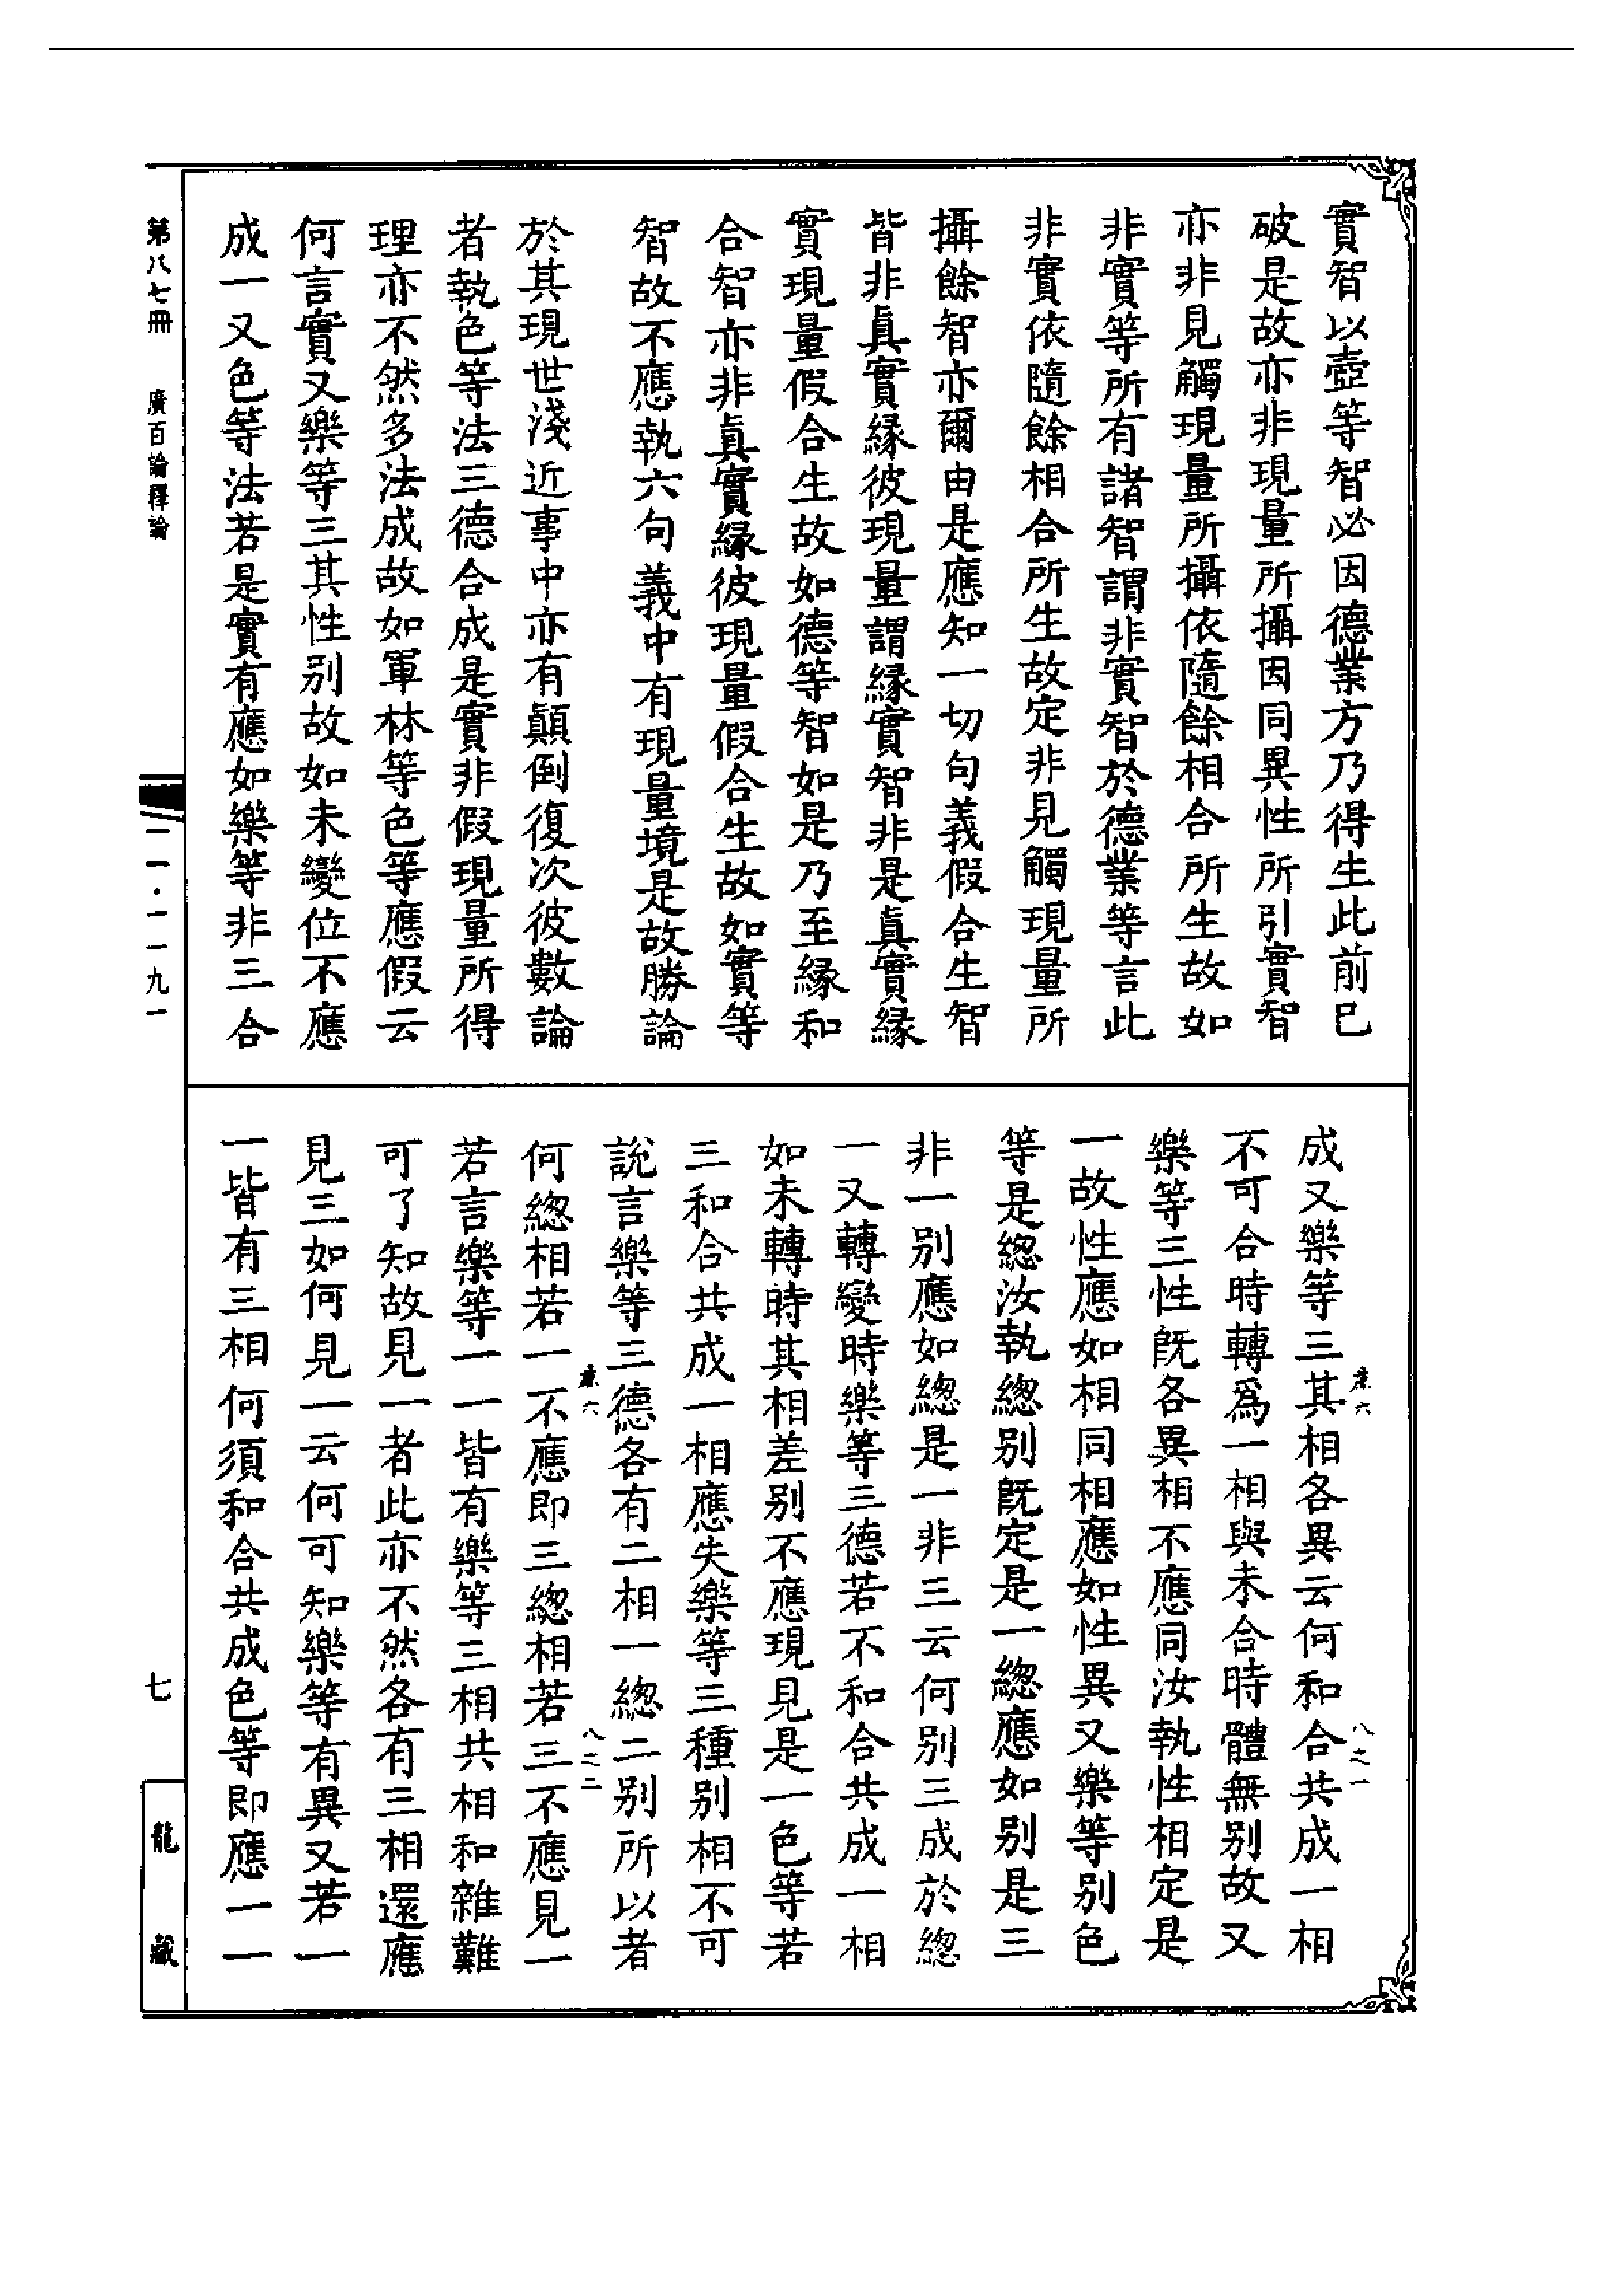 實智以壺等智必因德業方乃得生此前已
破是故亦非現量所攝因同異性所引實智
亦非見觸現量所攝依隨餘相合所生故如
非實等所有諸智謂非實智於德業等言此
非實依隨餘相合所生故定非見觸現量所
攝餘智亦爾由是應知一切句義假合生智
皆非眞實緣彼現量謂緣實智非是眞實緣
實現量假合生故如德等智如是乃至緣和
合智亦非眞實緣彼現量假合生故如實等
智故不應執六句義中有現量境是故勝論
於其現世淺近事中亦有顚倒復次彼數論
者執色等法三德合成是實非假現量所得
理亦不然多法成故如軍林等色等應假云
何言實又樂等三其性別故如未變位不應
成一又色等法若是實有應如樂等非三合
成又樂等三其相各異云何和合共成一相
不可合時轉爲一相與未合時體無別故又
樂等三性旣各異相不應同汝執性相定是
一故性應如相同相應如性異又樂等別色
等是總汝執總別旣定是一總應如別是三
非一別應如總是一非三云何別三成於總
一又轉變時樂等三德若不和合共成一相
如未轉時其相差別不應現見是一色等若
三和合共成一相應失樂等三種別相不可
說言樂等三德各有二相一總二別所以者
何總相若一不應即三總相若三不應見一
若言樂等一一皆有樂等三相共相和雜難
可了知故見一者此亦不然各有三相還應
見三如何見一云何可知樂等有異又若一
一皆有三相何須和合共成色等即應一一
第八七冊　廣百論釋論
一一·一一九一
七
龍藏
八之一
八之二